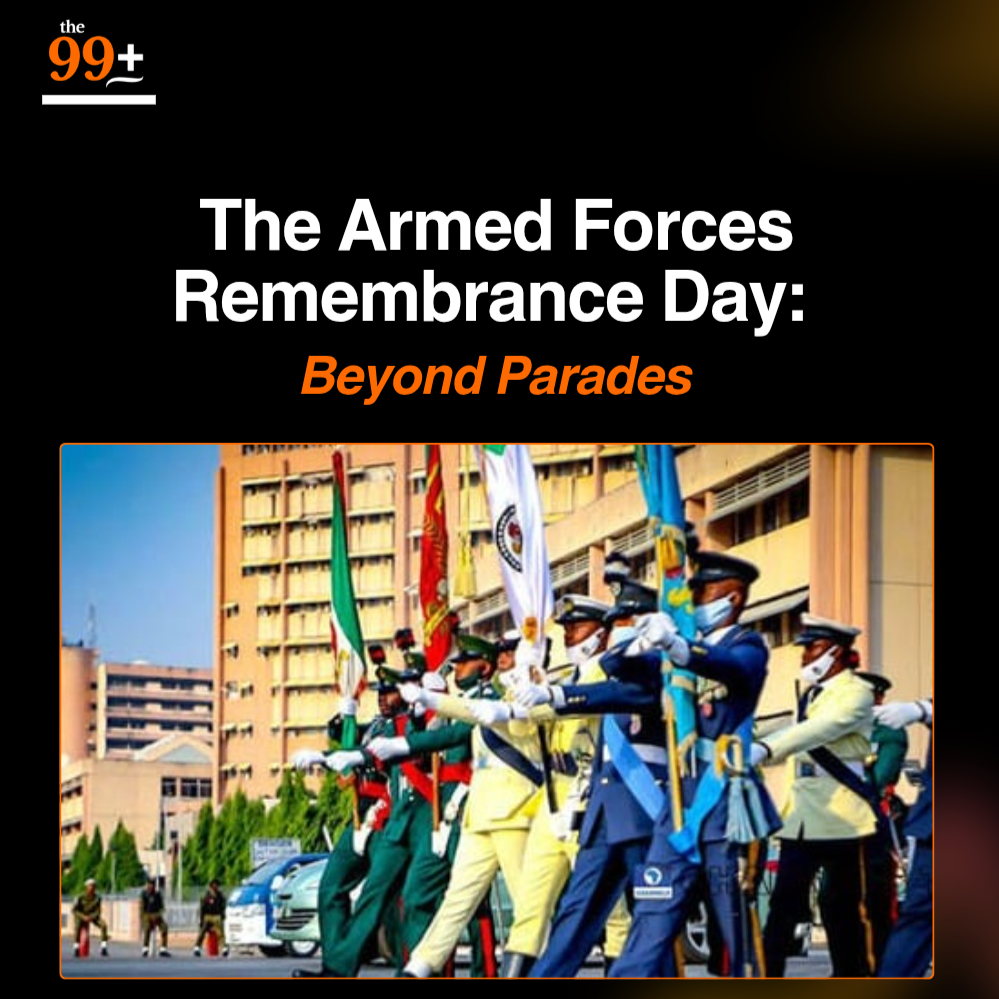 the
99+
The Armed Forces
Remembrance Day:
Beyond Parades